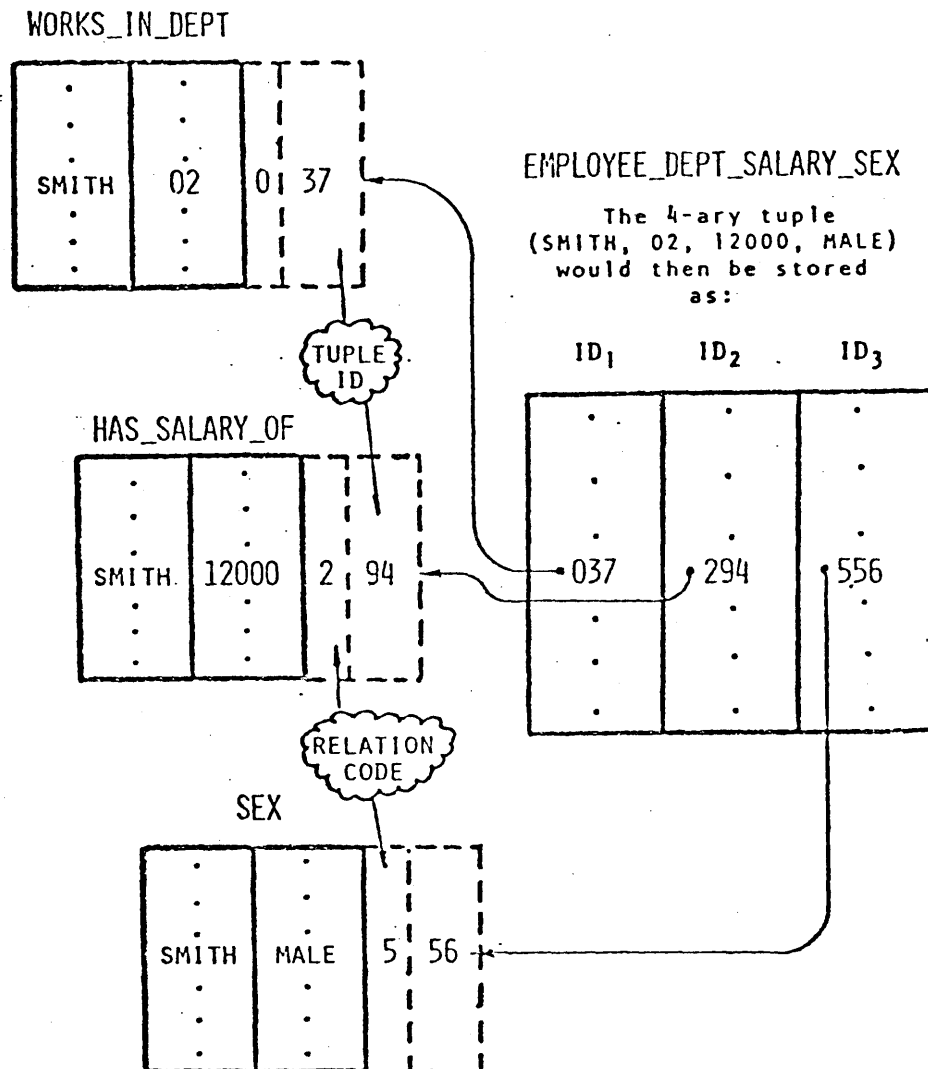 WORKS_IN_DEPT
SMITH 02 0 37
EMPLOYEE_DEPT_SALARY_SEX
The 4-ary tuple
(SMITH, 02, 12000, MALE)
would then be stored
as:
ID1 ID2 ID3
TUPLE
ID
HAS_SALARY_OF
SMITH 12000 2 94
037 294 556
RELATION
CODE
SEX
SMITH MALE 5 56